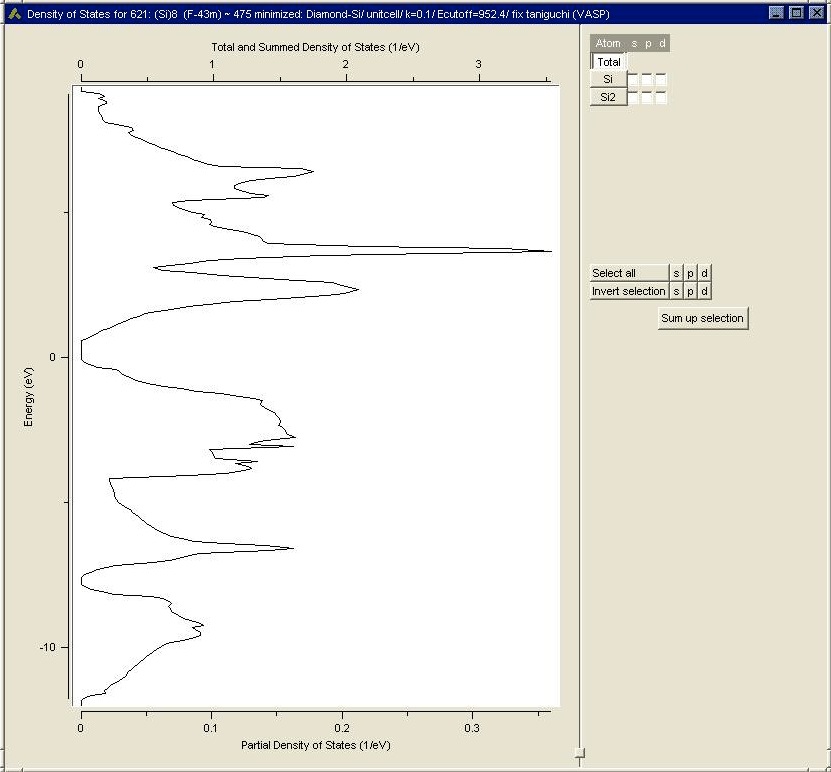 Density of States for 621: (Si)8 (F-43m) ~ 475 minimized: Diamond-Si/ unitcell/ k=0.1/ Ecutoff=952.4/ fix taniguchi (VASP)
Total and Summed Density of States (1/eV)
0 1 2 3
Atom s p d
Total
Si
Si2
Select all s p d
Invert selection s p d
Sum up selection
0
Energy (eV)
-10
0 0.1 0.2 0.3
Partial Density of States (1/eV)